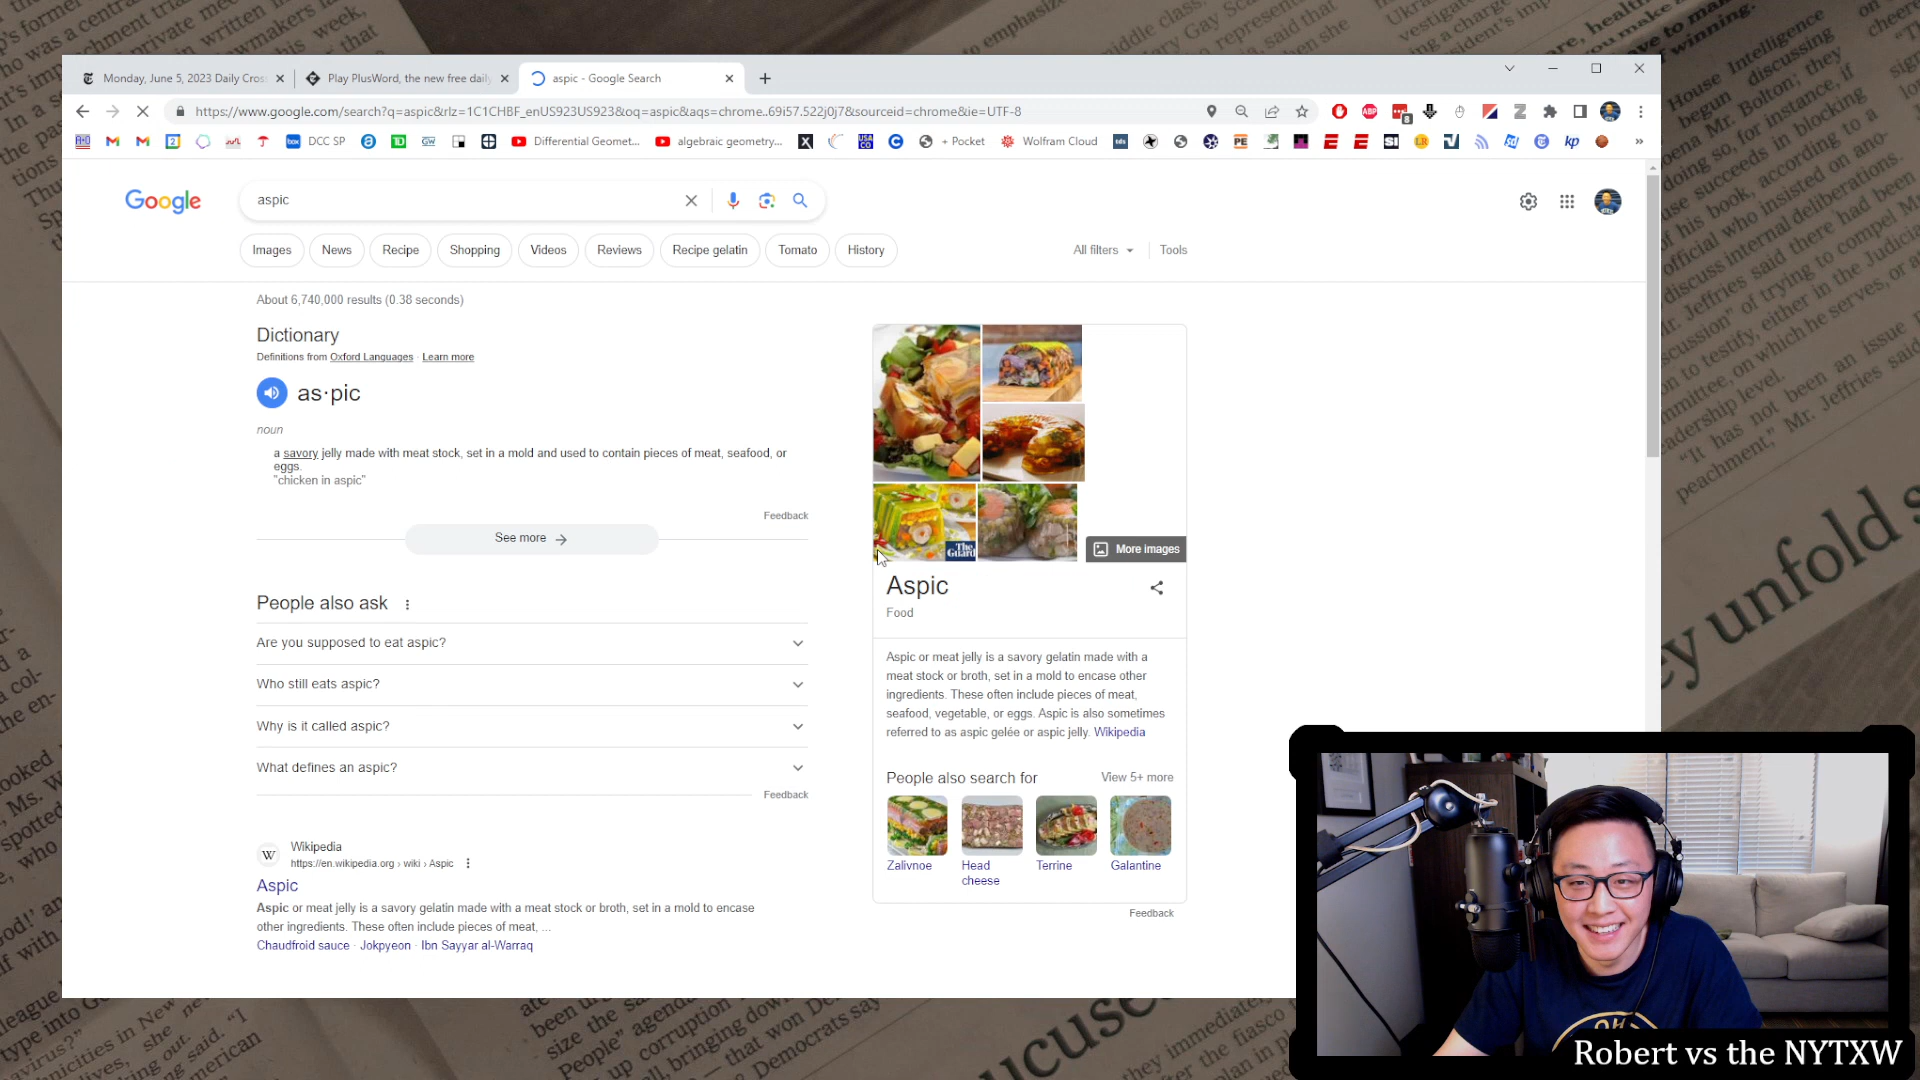 Monday, June 5, 2023 Daily Cros
Play PlusWord, the new free daily
aspic - Google Search
https://www.google.com/search?q=aspic&rlz=1C1CHBF_enUS923US923&oq=aspic&aqs=chrome..69i57.522j0j7&sourceid=chrome&ie=UTF-8
DCC SP
Differential Geomet...
algebraic geometry...
+ Pocket
Wolfram Cloud
Google
aspic
Images
News
Recipe
Shopping
Videos
Reviews
Recipe gelatin
Tomato
History
All filters
Tools
About 6,740,000 results (0.38 seconds)
Dictionary
Definitions from Oxford Languages · Learn more
as·pic
noun
a savory jelly made with meat stock, set in a mold and used to contain pieces of meat, seafood, or
eggs.
"chicken in aspic"
Feedback
See more
People also ask
Are you supposed to eat aspic?
Who still eats aspic?
Why is it called aspic?
What defines an aspic?
Feedback
W
Wikipedia
https://en.wikipedia.org › wiki › Aspic
Aspic
Aspic or meat jelly is a savory gelatin made with a meat stock or broth, set in a mold to encase
other ingredients. These often include pieces of meat, ...
Chaudfroid sauce · Jokpyeon · Ibn Sayyar al-Warraq
More images
Aspic
Food
Aspic or meat jelly is a savory gelatin made with a
meat stock or broth, set in a mold to encase other
ingredients. These often include pieces of meat,
seafood, vegetable, or eggs. Aspic is also sometimes
referred to as aspic gelée or aspic jelly. Wikipedia
People also search for
View 5+ more
Zalivnoe
Head
cheese
Terrine
Galantine
Feedback
Robert vs the NYTXW